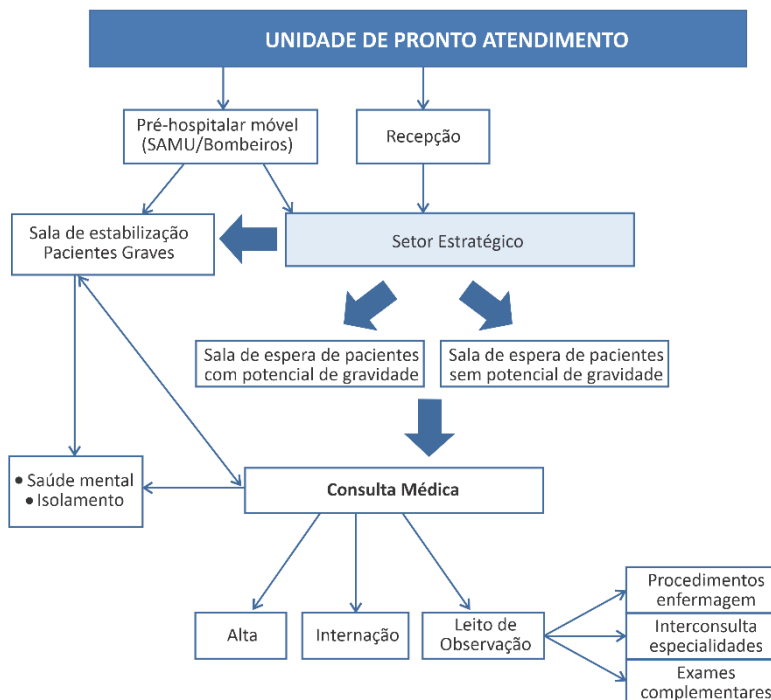 UNIDADE DE PRONTO ATENDIMENTO
Pré-hospitalar móvel
(SAMU/Bombeiros)
Recepção
Sala de estabilização
Pacientes Graves
Setor Estratégico
Sala de espera de pacientes
com potencial de gravidade
Sala de espera de pacientes
sem potencial de gravidade
• Saúde mental
• Isolamento
Consulta Médica
Alta
Internação
Leito de
Observação
Procedimentos
enfermagem
Interconsulta
especialidades
Exames
complementares